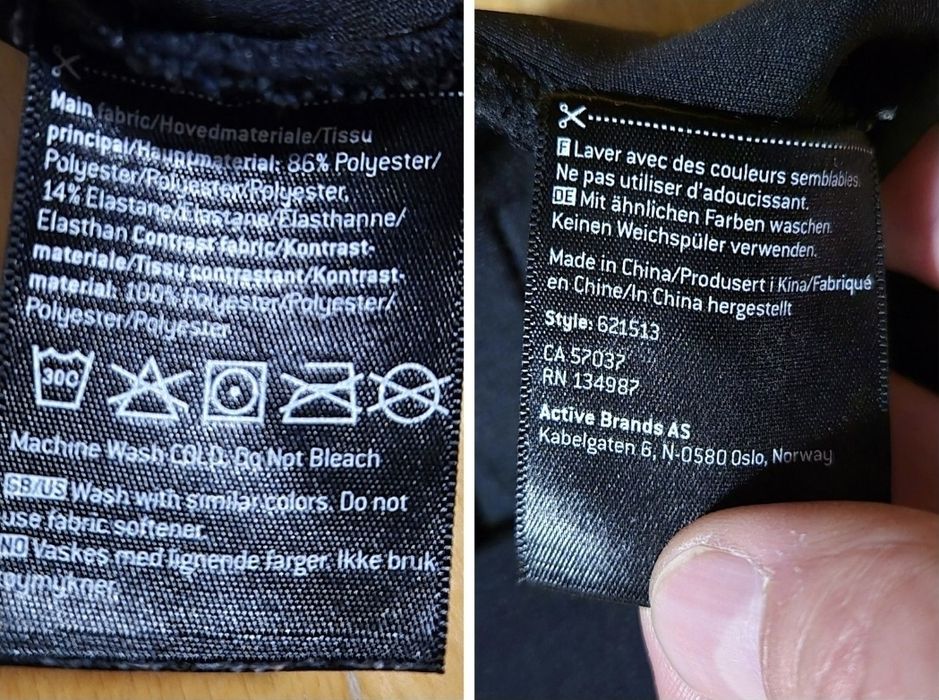 Main fabric/Hovedmateriale/Tissu
principal/Hauptmaterial: 86% Polyester/
Polyester/Polyester/Polyester,
14% Elastane/Elastane/Élasthanne/
Elasthan Contrast fabric/Kontrast-
materiale/Tissu contrastant/Kontrast-
material: 100% Polyester/Polyester/
Polyester/Polyester
30C
Machine Wash COLD. Do Not Bleach
GB/US Wash with similar colors. Do not
use fabric softener.
NO Vaskes med lignende farger. Ikke bruk
tøymykner.
F Laver avec des couleurs semblables.
Ne pas utiliser d'adoucissant.
DE Mit ähnlichen Farben waschen.
Keinen Weichspüler verwenden.
Made in China/Produsert i Kina/Fabriqué
en Chine/In China hergestellt
Style: 621513
CA 57037
RN 134987
Active Brands AS
Kabelgaten 6, N-0580 Oslo, Norway